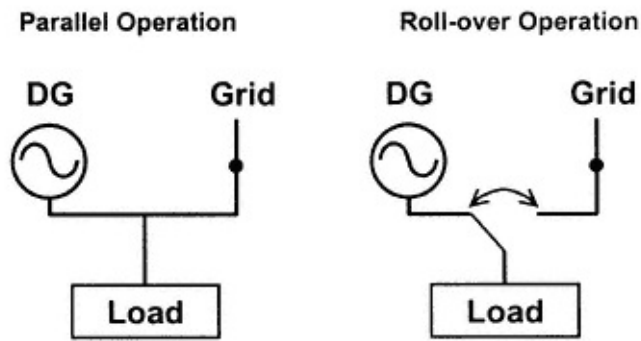 Parallel Operation
Roll-over Operation
DG
Grid
DG
Grid
Load
Load